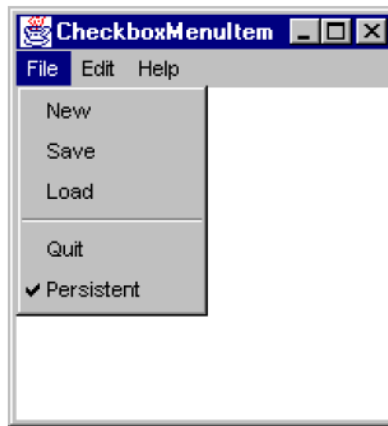 CheckboxMenuItem
File Edit Help
New
Save
Load
Quit
Persistent